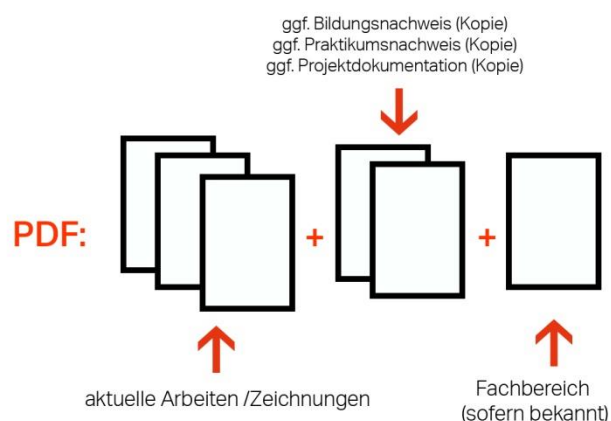 ggf. Bildungsnachweis (Kopie)
ggf. Praktikumsnachweis (Kopie)
ggf. Projektdokumentation (Kopie)
PDF:
+
+
aktuelle Arbeiten /Zeichnungen
Fachbereich
(sofern bekannt)